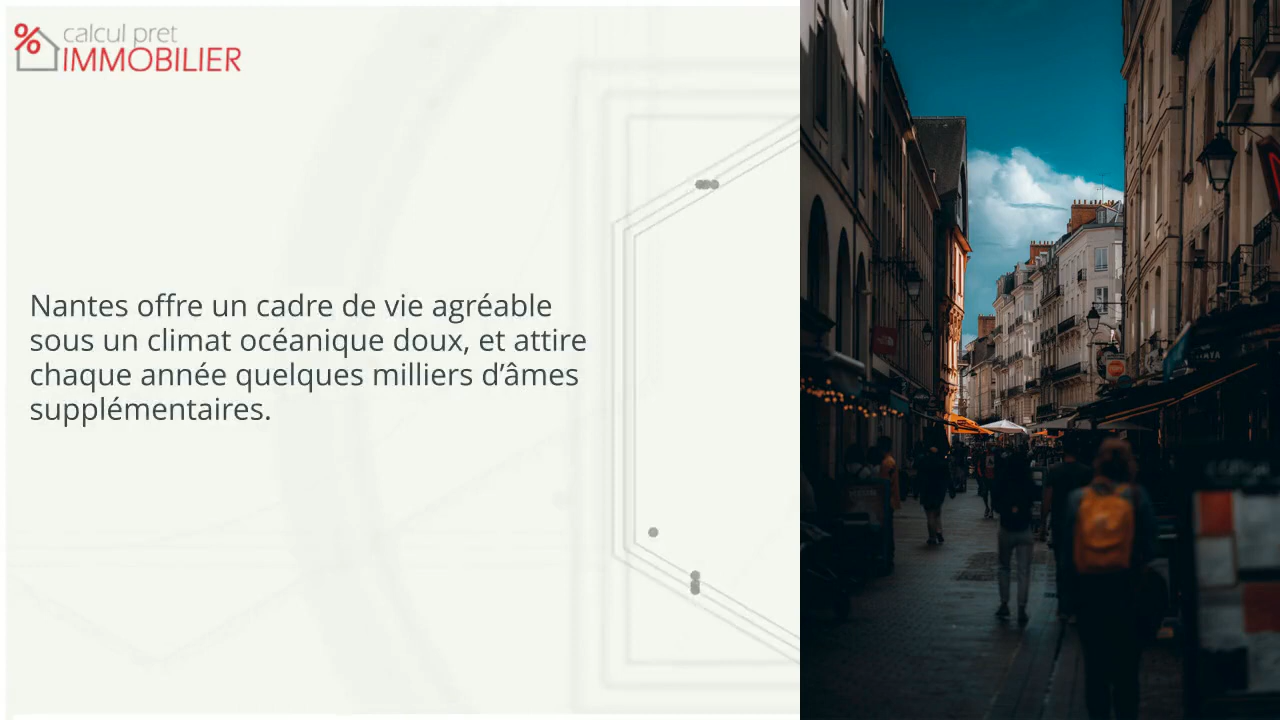 calcul pret
IMMOBILIER
Nantes offre un cadre de vie agréable
sous un climat océanique doux, et attire
chaque année quelques milliers d’âmes
supplémentaires.